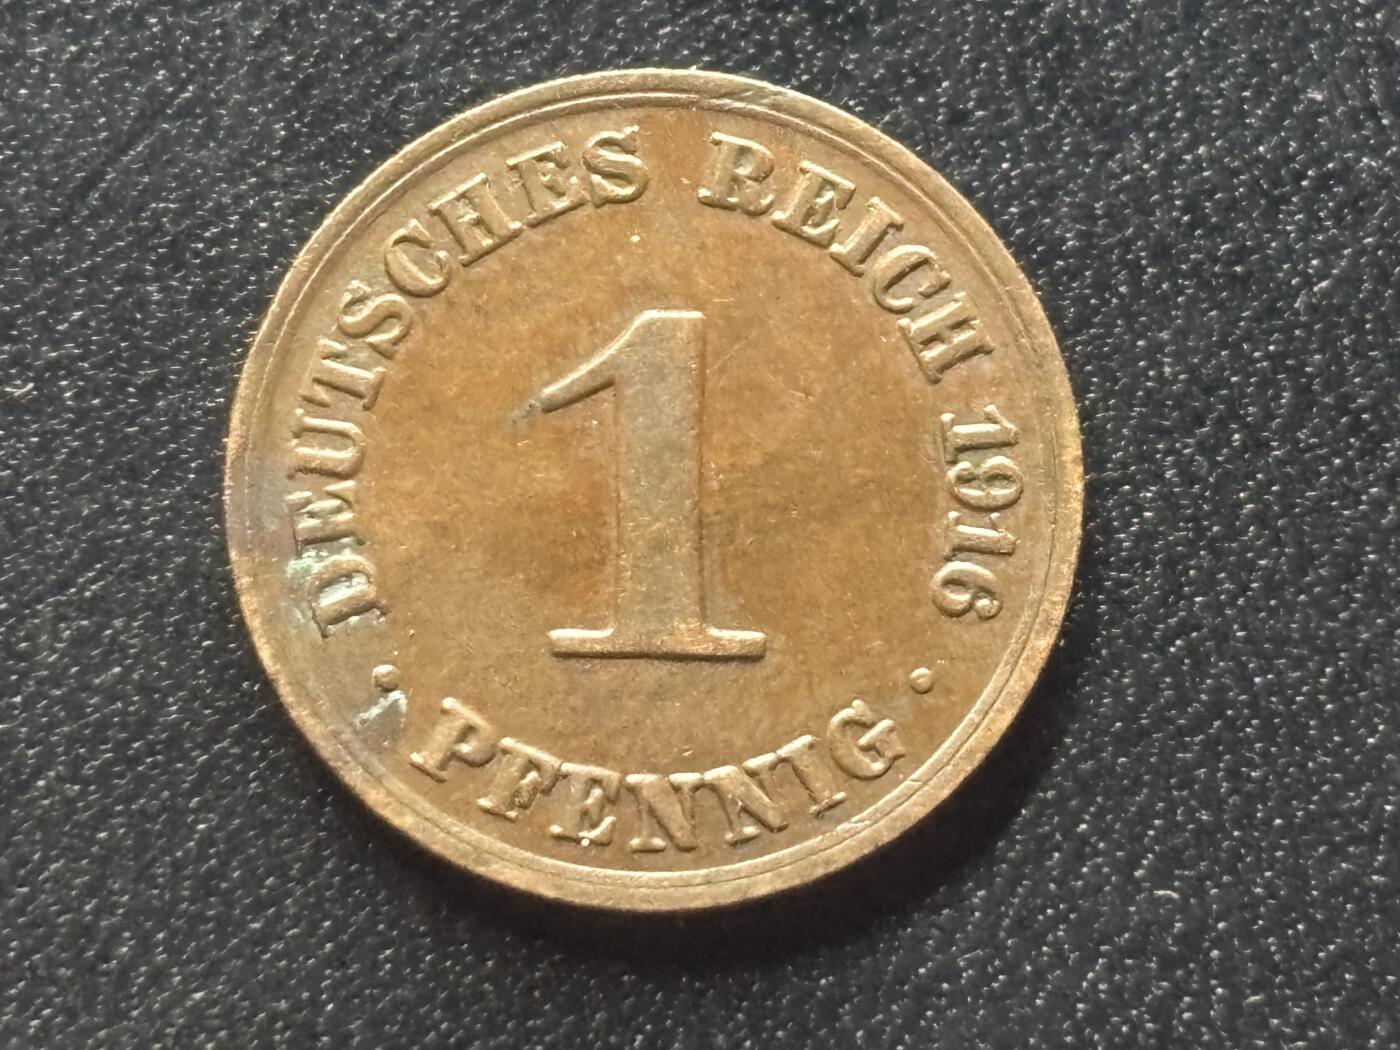 DEUTSCHES REICH 1916
1
• PFENNIG •